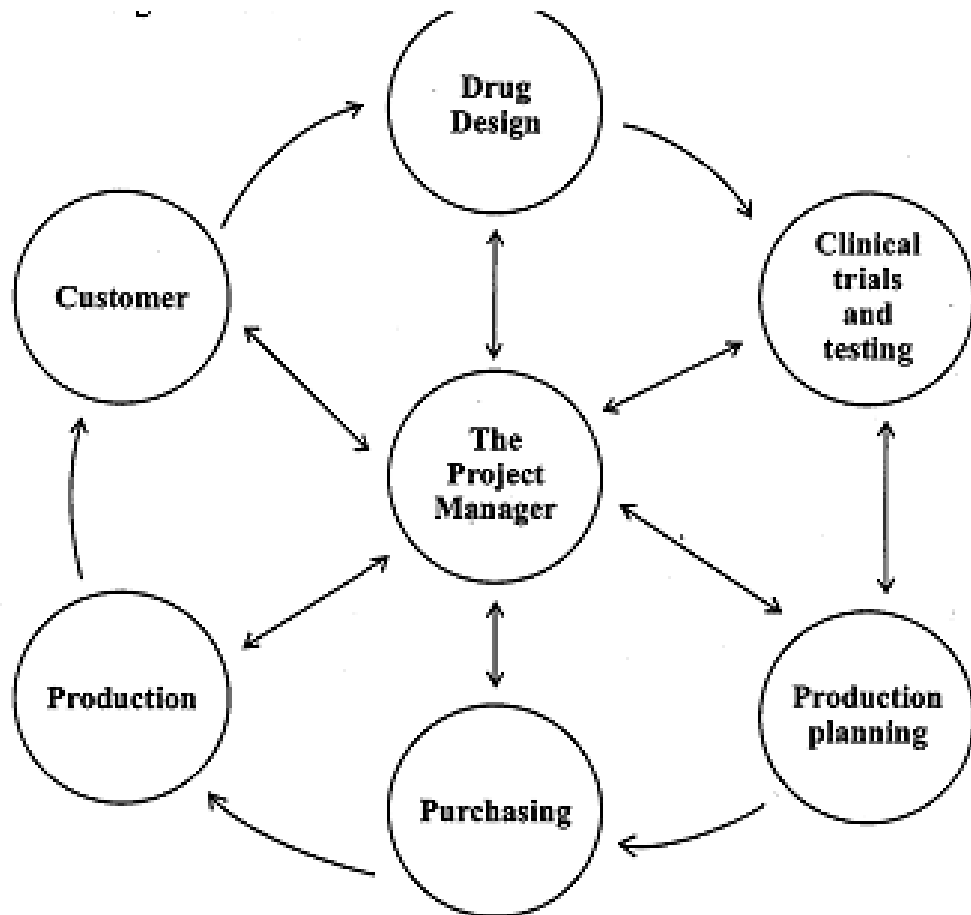 Drug
Design
Clinical
trials
and
testing
Customer
The
Project
Manager
Production
Production
planning
Purchasing